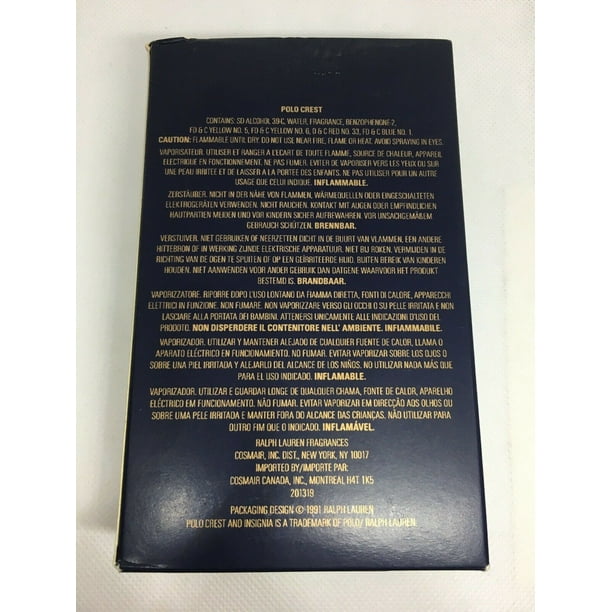 POLO CREST
CONTAINS: SD ALCOHOL 39-C, WATER, FRAGRANCE, BENZOPHENONE-2,
FD & C YELLOW NO. 5, FD & C YELLOW NO. 6, D & C RED NO. 33, FD & C BLUE NO. 1.
CAUTION: FLAMMABLE UNTIL DRY. DO NOT USE NEAR FIRE, FLAME OR HEAT. AVOID SPRAYING IN EYES.
VAPORISATEUR. UTILISER ET RANGER A L'ECART DE TOUTE FLAMME, SOURCE DE CHALEUR, APPAREIL
ELECTRIQUE EN FONCTIONNEMENT. NE PAS FUMER. EVITER DE VAPORISER VERS LES YEUX OU SUR
UNE PEAU IRRITEE ET LAISSER A LA PORTEE DES ENFANTS. NE PAS UTILISER POUR UN AUTRE
USAGE QUE CELUI INDIQUE. INFLAMMABLE.
ZERSTÄUBER. NICHT IN DER NÄHE VON FLAMMEN, WÄRMEQUELLEN ODER EINGESCHALTETEN
ELEKTROGERÄTEN VERWENDEN. NICHT RAUCHEN. KONTAKT MIT AUGEN ODER EMPFINDLICHEN
HAUTPARTIEN MEIDEN UND VOR KINDERN SICHER AUFBEWAHREN. VOR UNSACHGEMÄßEM
GEBRAUCH SCHÜTZEN. BRENNBAR.
VERSTUIVER. NIET GEBRUIKEN OF NEERZETTEN DICHT IN DE BUURT VAN VLAMMEN, EEN ANDERE
HITTEBRON OF IN WERKING ZIJNDE ELEKTRISCHE APPARATUUR. NIET BIJ ROKEN. VERMIJDEN IN DE
RICHTING VAN DE OGEN TE SPUITEN OF OP EEN GEÏRRITEERDE HUID. BUITEN BEREIK VAN KINDEREN
HOUDEN. NIET AANWENDEN VOOR ANDER GEBRUIK DAN DATGENE WAARVOOR HET PRODUKT
BESTEMD IS. BRANDBAAR.
VAPORIZZATORE. RIPORRE DOPO L'USO LONTANO DA FIAMMA DIRETTA, FONTI DI CALORE, APPARECCHI
ELETTRICI IN FUNZIONE. NON FUMARE. NON VAPORIZZARE VERSO GLI OCCHI O SU PELLE IRRITATA E NON
LASCIARE ALLA PORTATA DEI BAMBINI. ATTENERSI UNICAMENTE ALLE INDICAZIONI D'USO DEL
PRODOTO. NON DISPERDERE IL CONTENITORE NELL' AMBIENTE. INFIAMMABILE.
VAPORIZADOR. UTILIZAR Y MANTENER ALEJADO DE CUALQUIER FUENTE DE CALOR, LLAMA O
APARATO ELÉCTRICO EN FUNCIONAMIENTO. NO FUMAR. EVITAR VAPORIZAR SOBRE LOS OJOS O
SOBRE UNA PIEL IRRITADA Y ALEJARLO DEL ALCANCE DE LOS NIÑOS. NO UTILIZAR NADA MÁS QUE
PARA EL USO INDICADO. INFLAMABLE.
VAPORIZADOR. UTILIZAR E GUARDAR LONGE DE QUALQUER CHAMA, FONTE DE CALOR, APARELHO
ELÉCTRICO EM FUNCIONAMENTO. NÃO FUMAR. EVITAR VAPORIZAR EM DIRECÇÃO AOS OLHOS OU
SOBRE UMA PELE IRRITADA E MANTER FORA DO ALCANCE DAS CRIANÇAS. NÃO UTILIZAR PARA
OUTRO FIM QUE O INDICADO. INFLAMÁVEL.
RALPH LAUREN FRAGRANCES
COSMAIR, INC. DIST., NEW YORK, NY 10017
IMPORTED BY/IMPORTE PAR:
COSMAIR CANADA, INC., MONTREAL H4T 1K5
201319
PACKAGING DESIGN © 1991 RALPH LAUREN
POLO CREST AND INSIGNIA IS A TRADEMARK OF POLO/ RALPH LAUREN.